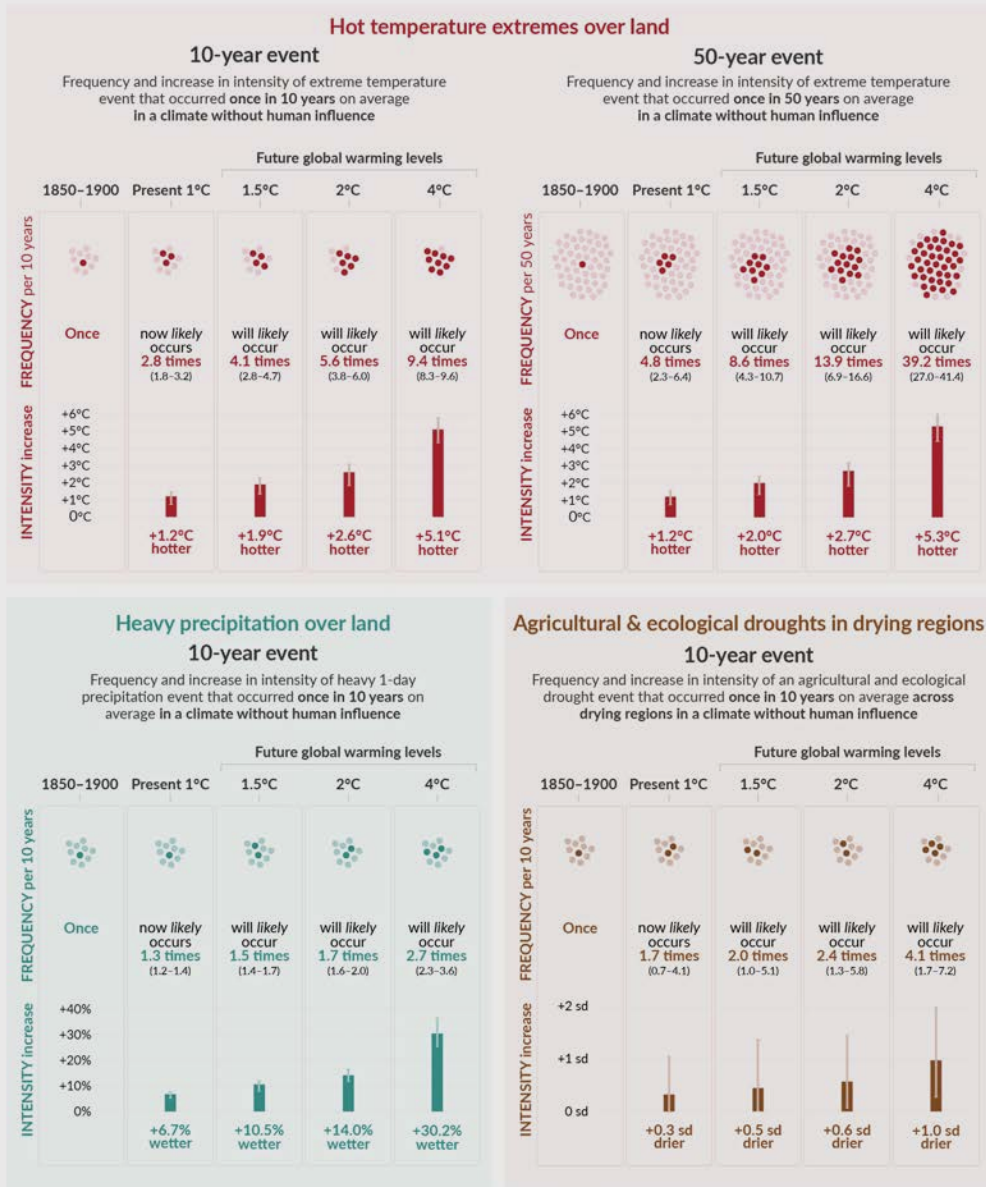 Hot temperature extremes over land
10-year event
Frequency and increase in intensity of extreme temperature
event that occurred once in 10 years on average
in a climate without human influence
Future global warming levels
1850–1900 Present 1°C 1.5°C 2°C 4°C
FREQUENCY per 10 years
Once
now likely occurs 2.8 times (1.8–3.2)
will likely occur 4.1 times (2.8–4.7)
will likely occur 5.6 times (3.8–6.0)
will likely occur 9.4 times (8.3–9.6)
INTENSITY increase
+6°C
+5°C
+4°C
+3°C
+2°C
+1°C
0°C
+1.2°C hotter
+1.9°C hotter
+2.6°C hotter
+5.1°C hotter
50-year event
Frequency and increase in intensity of extreme temperature
event that occurred once in 50 years on average
in a climate without human influence
Future global warming levels
1850–1900 Present 1°C 1.5°C 2°C 4°C
FREQUENCY per 50 years
Once
now likely occurs 4.8 times (2.3–6.4)
will likely occur 8.6 times (4.3–10.7)
will likely occur 13.9 times (6.9–16.6)
will likely occur 39.2 times (27.0–41.4)
INTENSITY increase
+6°C
+5°C
+4°C
+3°C
+2°C
+1°C
0°C
+1.2°C hotter
+2.0°C hotter
+2.7°C hotter
+5.3°C hotter
Heavy precipitation over land
10-year event
Frequency and increase in intensity of heavy 1-day
precipitation event that occurred once in 10 years on
average in a climate without human influence
Future global warming levels
1850–1900 Present 1°C 1.5°C 2°C 4°C
FREQUENCY per 10 years
Once
now likely occurs 1.3 times (1.2–1.4)
will likely occur 1.5 times (1.4–1.7)
will likely occur 1.7 times (1.6–2.0)
will likely occur 2.7 times (2.3–3.6)
INTENSITY increase
+40%
+30%
+20%
+10%
0%
+6.7% wetter
+10.5% wetter
+14.0% wetter
+30.2% wetter
Agricultural & ecological droughts in drying regions
10-year event
Frequency and increase in intensity of an agricultural and ecological
drought event that occurred once in 10 years on average across
drying regions in a climate without human influence
Future global warming levels
1850–1900 Present 1°C 1.5°C 2°C 4°C
FREQUENCY per 10 years
Once
now likely occurs 1.7 times (0.7–4.1)
will likely occur 2.0 times (1.0–5.1)
will likely occur 2.4 times (1.3–5.8)
will likely occur 4.1 times (1.7–7.2)
INTENSITY increase
+2 sd
+1 sd
0 sd
+0.3 sd drier
+0.5 sd drier
+0.6 sd drier
+1.0 sd drier